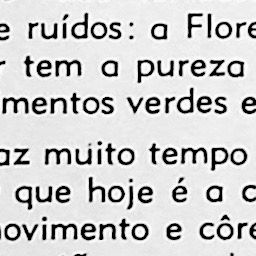 e ruídos: a Flore
r tem a pureza
mentos verdes e
az muito tempo
que hoje é a c
movimento e côre